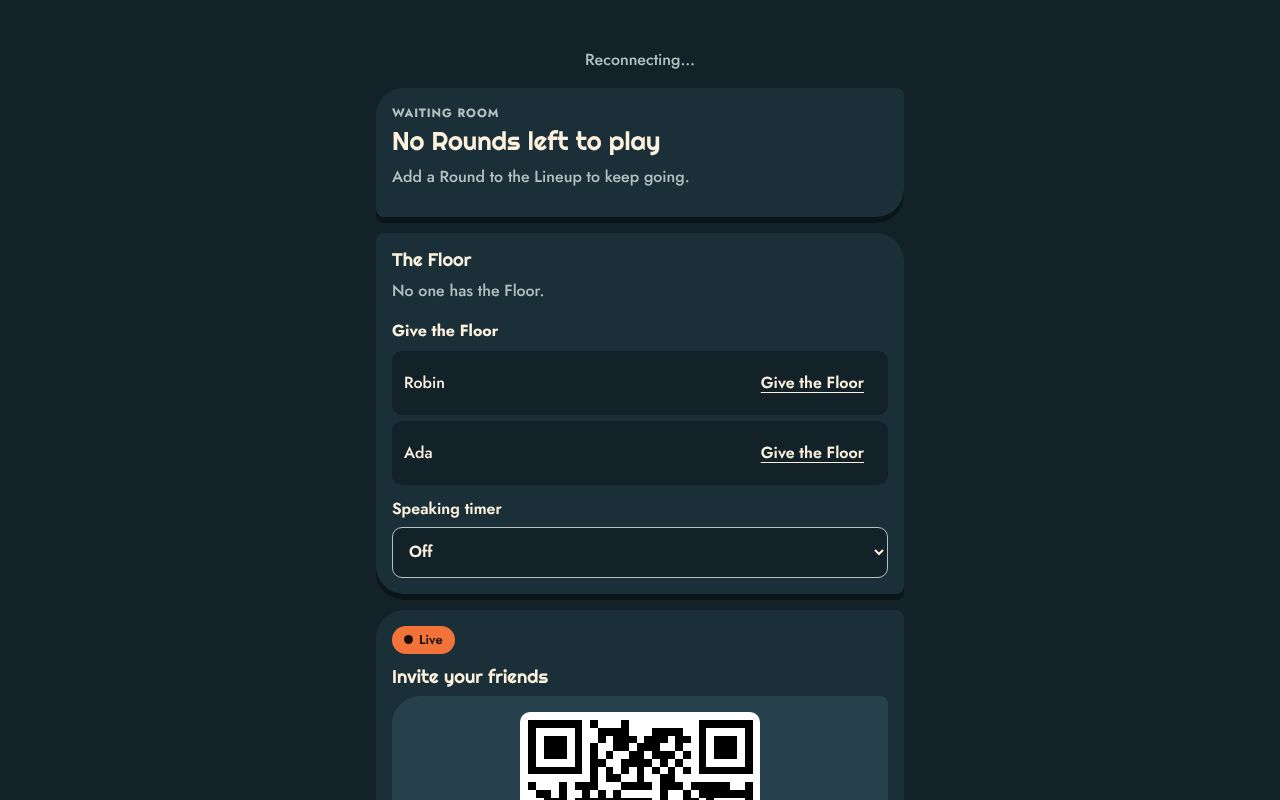 Reconnecting…
WAITING ROOM
No Rounds left to play
Add a Round to the Lineup to keep going.
The Floor
No one has the Floor.
Give the Floor
Robin Give the Floor
Ada Give the Floor
Speaking timer
Off
Live
Invite your friends